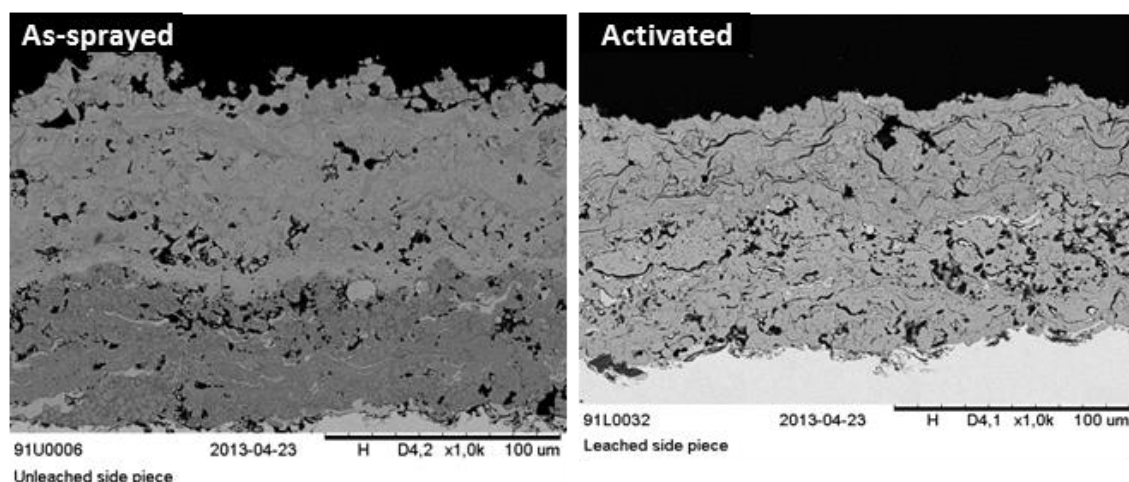 As-sprayed
91U0006 2013-04-23 H D4,2 x1,0k 100 um
Unleached side piece
Activated
91L0032 2013-04-23 H D4,1 x1,0k 100 um
Leached side piece